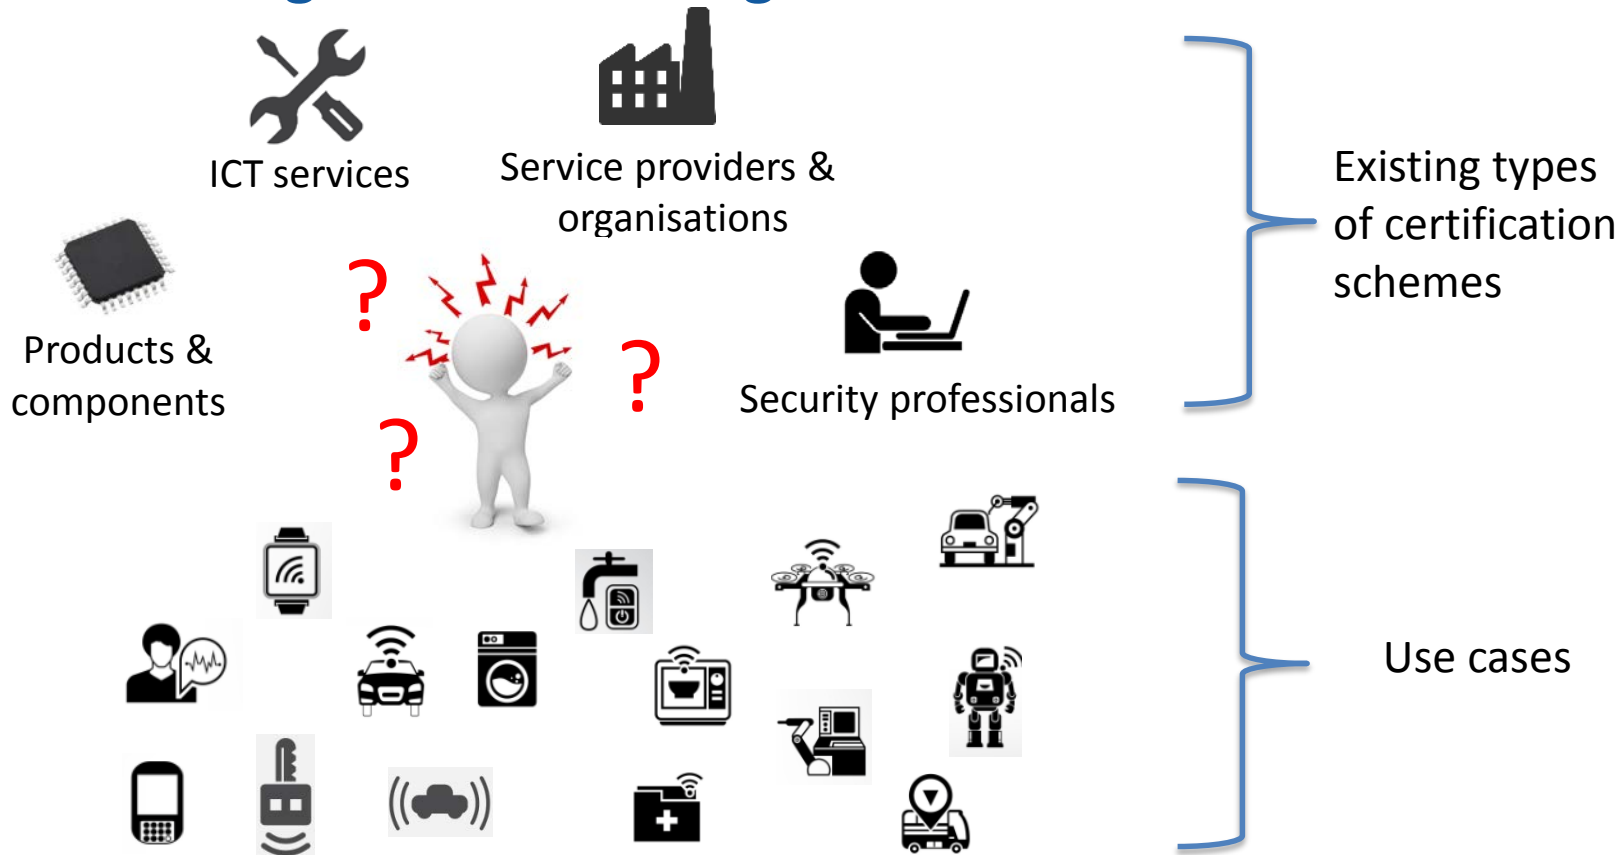 ICT services
Service providers &
organisations
Existing types
of certification
schemes
?
?
?
Products &
components
Security professionals
Use cases